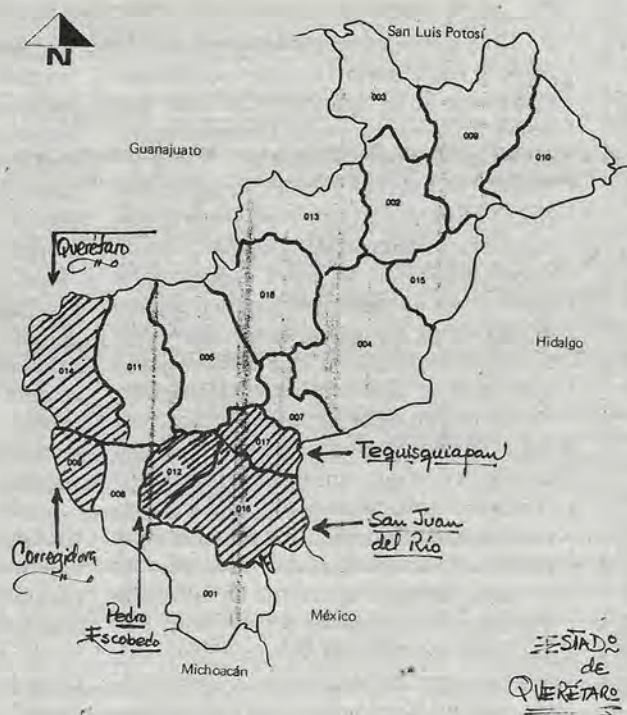 San Luis Potosí
N
003
009
Guanajuato
010
002
013
Querétaro
015
018
Hidalgo
004
014
011
005
007
017
Tequisquiapan
012
006
008
016
San Juan
del Río
Corregidora
001
México
Pedro
Escobedo
ESTADO
de
QUERÉTARO
Michoacán